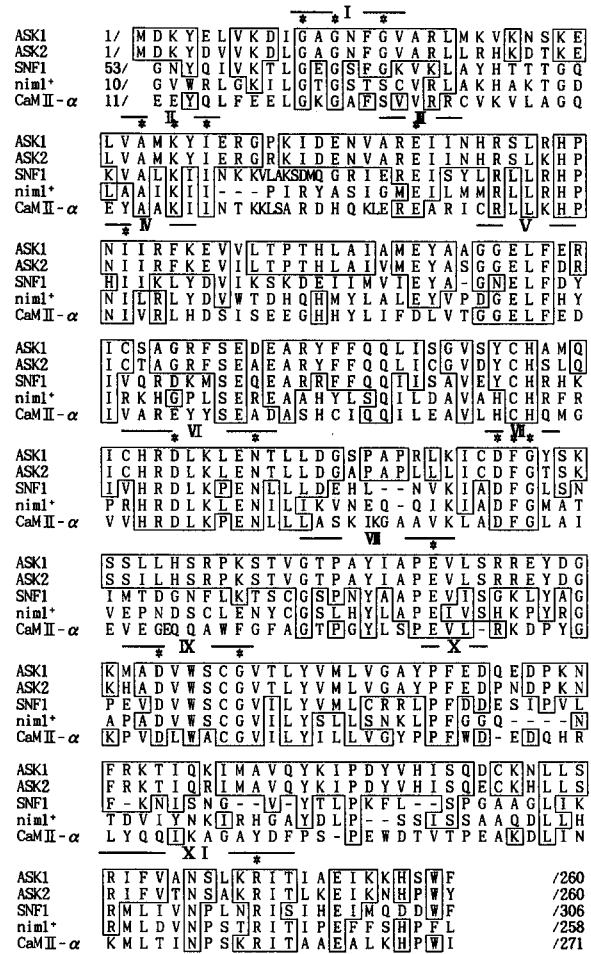 I
* * *
ASK1 1/ M D K Y E L V K D I G A G N F G V A R L M K V K N S K E
ASK2 1/ M D K Y E L V K D I G A G N F G V A R L L R H K D T K E
SNF1 53/ G N Y Q I V K T L G E G S F G K V K L A Y H T T T G Q
nim1⁺ 10/ G V W R L G K I L G T G S T S C V R L A K H A K T G D
CaMⅡ-α 11/ E E Y Q L F E E L G K G A F S V V R R C V K V L A G Q
Ⅱ Ⅲ
* * * *
ASK1 L V A M K Y I E R G P K I D E N V A R E I I N H R S L R H P
ASK2 L V A M K Y I E R G R K I D E N V A R E I I N H R S L R H P
SNF1 K V A L K I I N K K V L A K S D M Q G R I E R E I S Y L R L L R H P
nim1⁺ L A A I K I I - - - P I R Y A S I G M E I L M M R L L R H P
CaMⅡ-α E Y A A K I I N T K K L S A R D H Q K L E R E A R I C R L L K H P
Ⅳ Ⅴ
*
ASK1 N I I R F K E V V L T P T H L A I A M E Y A A G G E L F E R
ASK2 N I I R F K E V I L T P T H L A I V M E Y A S G G E L F D R
SNF1 H I I K L Y D V I K S K D E I I M V I E Y A - G N E L F D Y
nim1⁺ N I L R L Y D V W T D H Q H M Y L A L E Y V P D G E L F H Y
CaMⅡ-α N I V R L H D S I S E E G H H Y L I F D L V T G G E L F E D
ASK1 I C S A G R F S E D E A R Y F F Q Q L I S G V S Y C H A M Q
ASK2 I C T A G R F S E D E A R Y F F Q Q L I S G V D Y C H S L Q
SNF1 I V Q R D K M S E Q E A R R F F Q Q I I S A V E Y C H R H K
nim1⁺ I R K H G P L S E R E A A H Y L S Q I L D A V A H C H R F R
CaMⅡ-α I V A R E Y Y S E A D A S H C I Q Q I L E A V L H C H Q M G
Ⅵ Ⅶ
* * * * *
ASK1 I C H R D L K L E N T L L D G S P A P R L K I C D F G Y S K
ASK2 I C H R D L K L E N T L L D G A P A P L L K I C D F G T S K
SNF1 I V H R D L K P E N L L L D E H L - - N V K I A D F G L S N
nim1⁺ P R H R D L K L E N I L I K V N E Q - Q I K I A D F G M A T
CaMⅡ-α V V H R D L K P E N L L L A S K I K G A A V K L A D F G L A I
Ⅷ
*
ASK1 S S L L H S R P K S T V G T P A Y I A P E V L S R R E Y D G
ASK2 S S I L H S R P K S T V G T P A Y I A P E V L S R R E Y D G
SNF1 I M T D G N F L K T S C G S P N Y A A P E V I S G K L Y A G
nim1⁺ V E P N D S C L E N Y C G S L H Y L A P E I V S H K P Y R G
CaMⅡ-α E V E G E Q Q A W F G F A G T P G Y L S P E V L - R K D P Y G
Ⅸ Ⅹ
* *
ASK1 K M A D V W S C G V T L Y V M L V G A Y P F E D Q E D P K N
ASK2 K H A D V W S C G V T L Y V M L V G A Y P F E D P N D P K N
SNF1 P E V D V W S C G V I L Y V M L C R R L P F D D E S I P V L
nim1⁺ A P A D V W S C G V I L Y S L L S N K L P F G G Q - - - - N
CaMⅡ-α K P V D L W A C G V I L Y I L L V G Y P P F W D - E D Q H R
ASK1 F R K T I Q K I M A V Q Y K I P D Y V H I S Q D C K N L L S
ASK2 F R K T I Q R I M A V Q Y K I P D Y V H I S Q E C K H L L S
SNF1 F - K N I S N G - - V - Y T L P K F L - - S P G A A G L I K
nim1⁺ T D V I Y N K I R H G A Y D L P - - S S I S S A A Q D L L H
CaMⅡ-α L Y Q Q I K A G A Y D F P S - P E W D T V T P E A K D L I N
Ⅹ Ⅰ
*
ASK1 R I F V A N S L K R I T I A E I K K H S W F /260
ASK2 R I F V T N S A K R I T L K E I K N H P W Y /260
SNF1 R M L I V N P L N R I S I H E I M Q D D W F /306
nim1⁺ R M L D V N P S T R I T I P E F F S H P F L /258
CaMⅡ-α K M L T I N P S K R I T A A E A L K H P W I /271